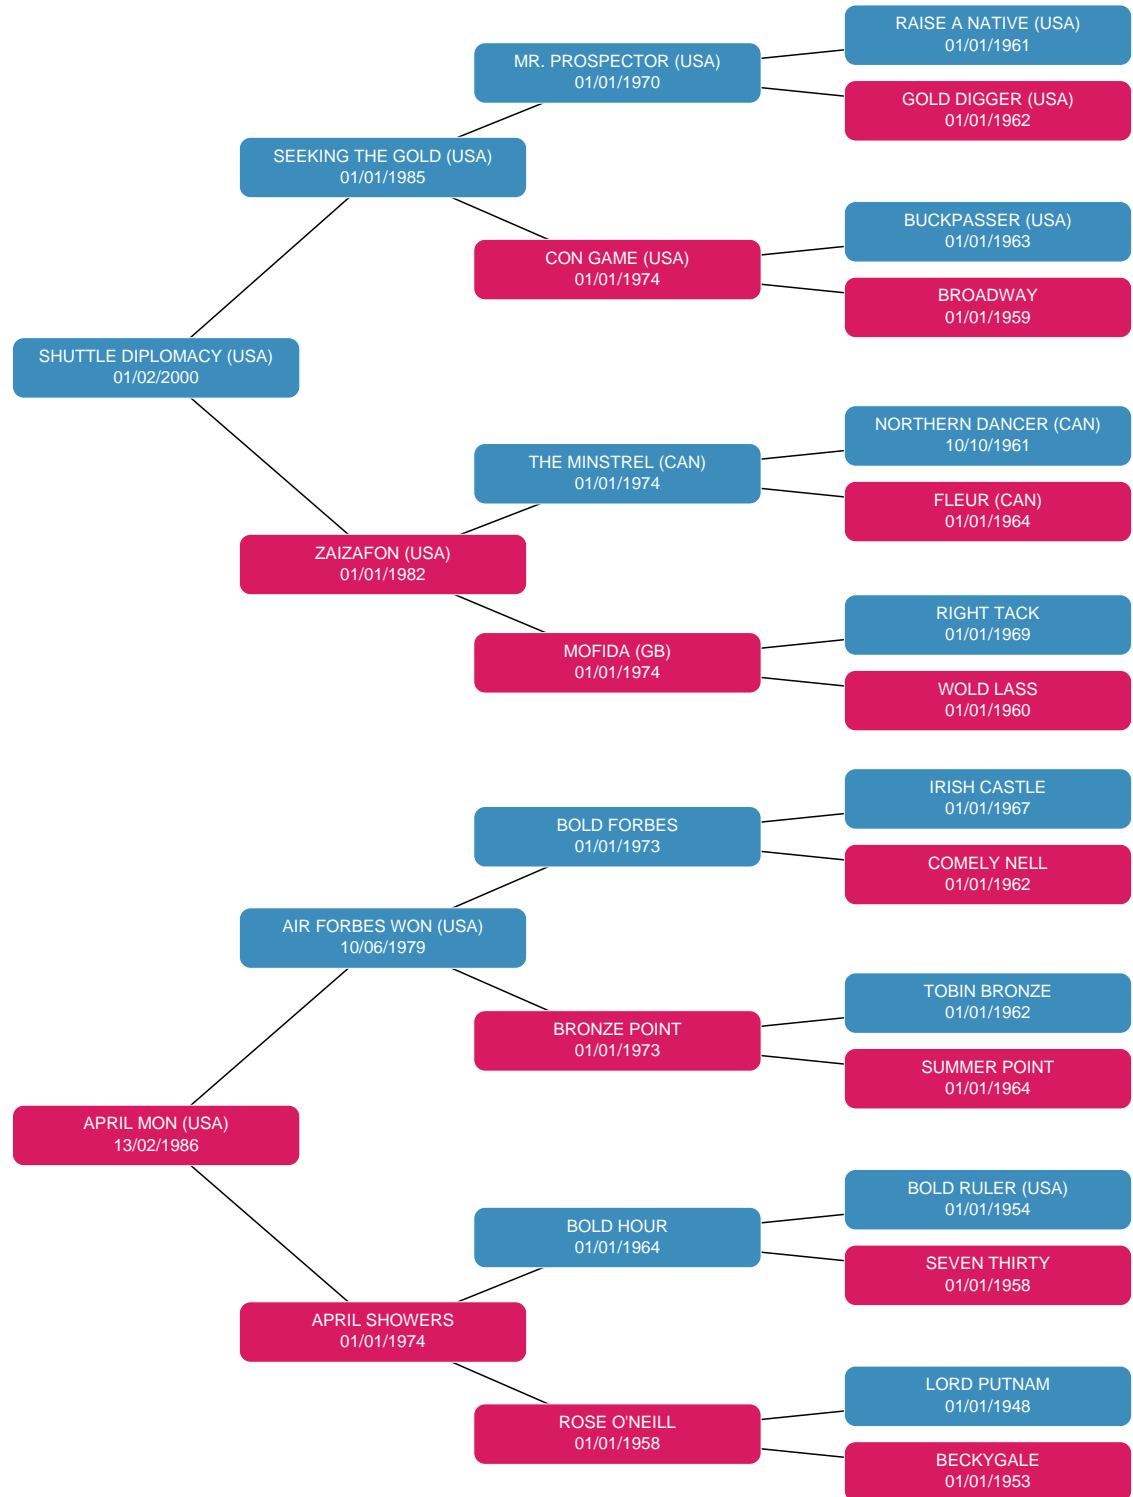 RAISE A NATIVE (USA)
01/01/1961
MR. PROSPECTOR (USA)
01/01/1970
GOLD DIGGER (USA)
01/01/1962
SEEKING THE GOLD (USA)
01/01/1985
BUCKPASSER (USA)
01/01/1963
CON GAME (USA)
01/01/1974
BROADWAY
01/01/1959
SHUTTLE DIPLOMACY (USA)
01/02/2000
NORTHERN DANCER (CAN)
10/10/1961
THE MINSTREL (CAN)
01/01/1974
FLEUR (CAN)
01/01/1964
ZAIZAFON (USA)
01/01/1982
RIGHT TACK
01/01/1969
MOFIDA (GB)
01/01/1974
WOLD LASS
01/01/1960
IRISH CASTLE
01/01/1967
BOLD FORBES
01/01/1973
COMELY NELL
01/01/1962
AIR FORBES WON (USA)
10/06/1979
TOBIN BRONZE
01/01/1962
BRONZE POINT
01/01/1973
SUMMER POINT
01/01/1964
APRIL MON (USA)
13/02/1986
BOLD RULER (USA)
01/01/1954
BOLD HOUR
01/01/1964
SEVEN THIRTY
01/01/1958
APRIL SHOWERS
01/01/1974
LORD PUTNAM
01/01/1948
ROSE O'NEILL
01/01/1958
BECKYGALE
01/01/1953